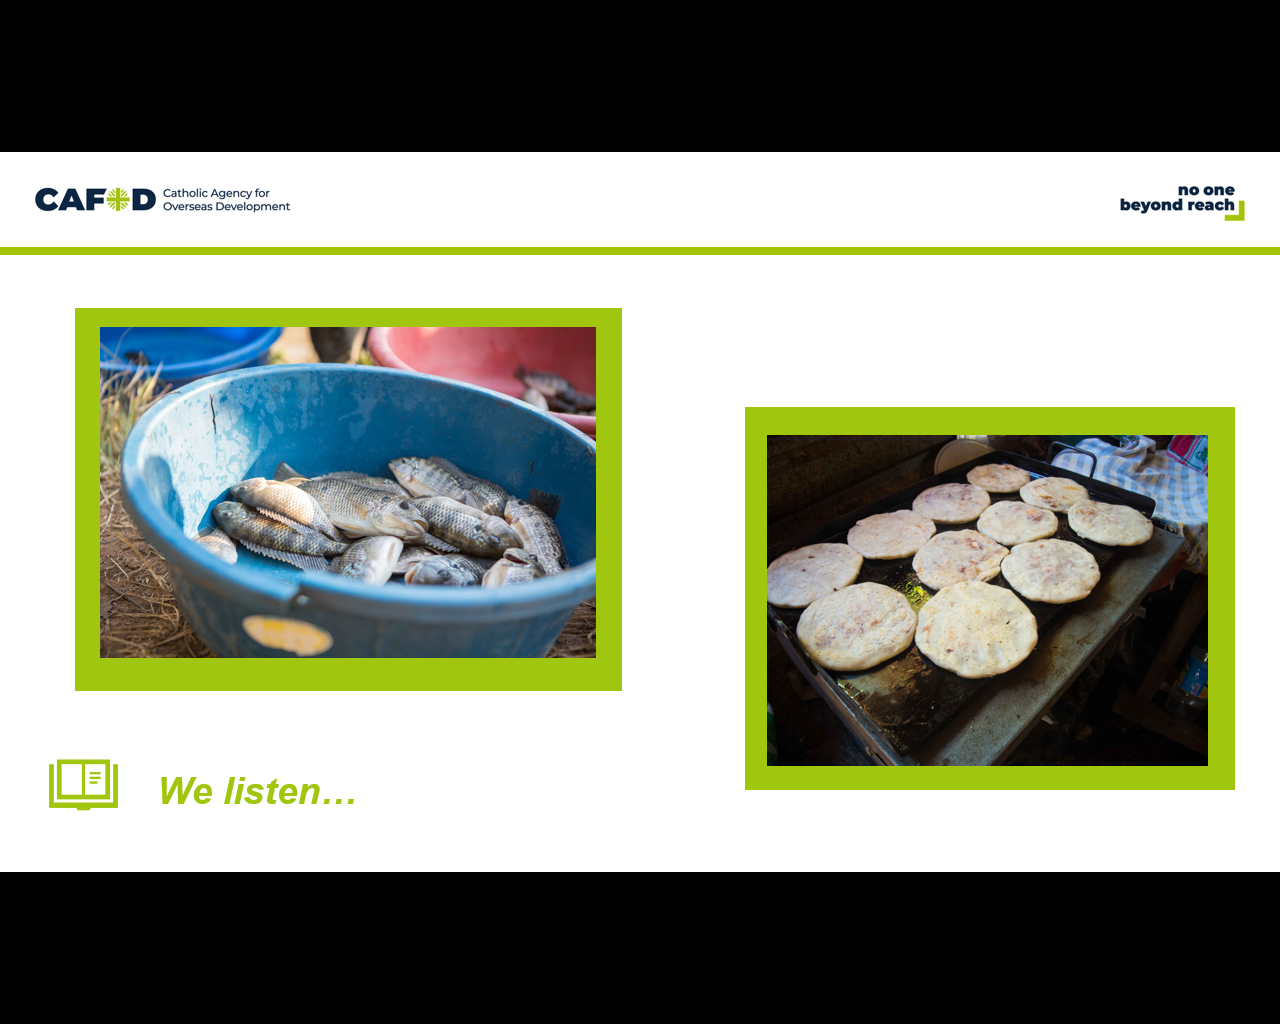 CAFOD
Catholic Agency for
Overseas Development
no one
beyond reach
We listen...